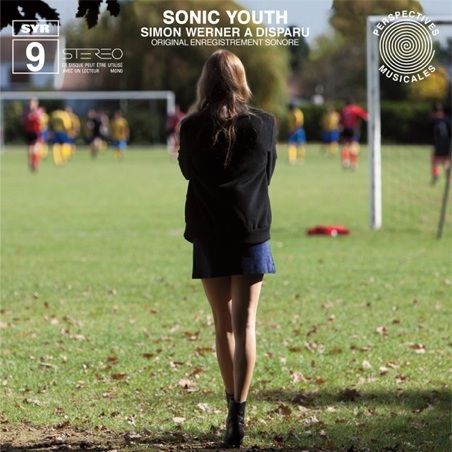 SYR
9
STEREO
CE DISQUE PEUT ÊTRE UTILISÉ
AVEC UN LECTEUR MONO
SONIC YOUTH
SIMON WERNER A DISPARU
ORIGINAL ENREGISTREMENT SONORE
PERSPECTIVES
MUSICALES